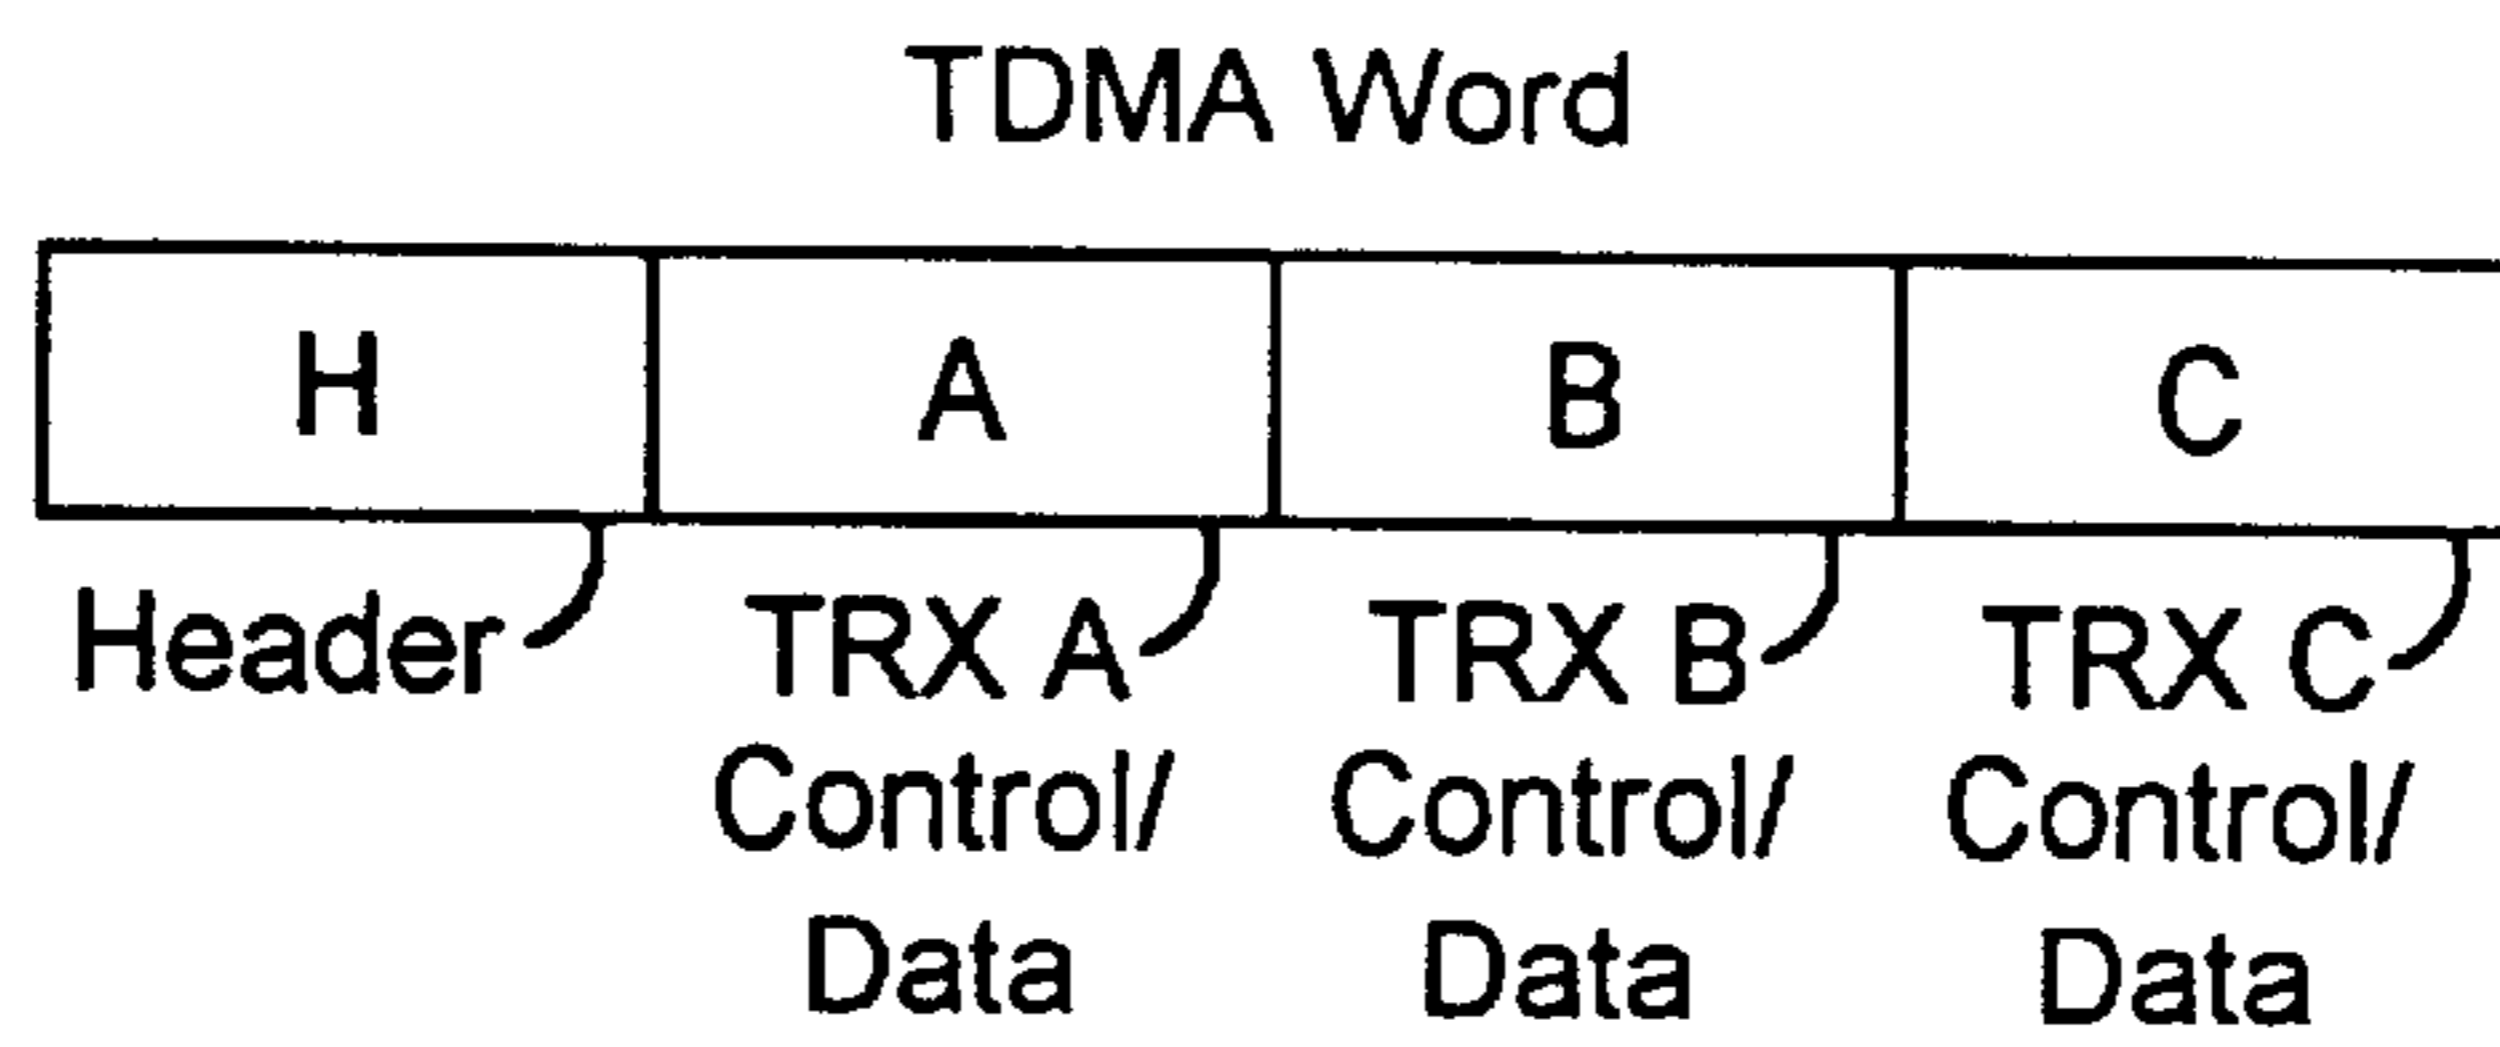 TDMA Word
H A B C
Header TRX A TRX B TRX C
Control/ Control/ Control/
Data Data Data